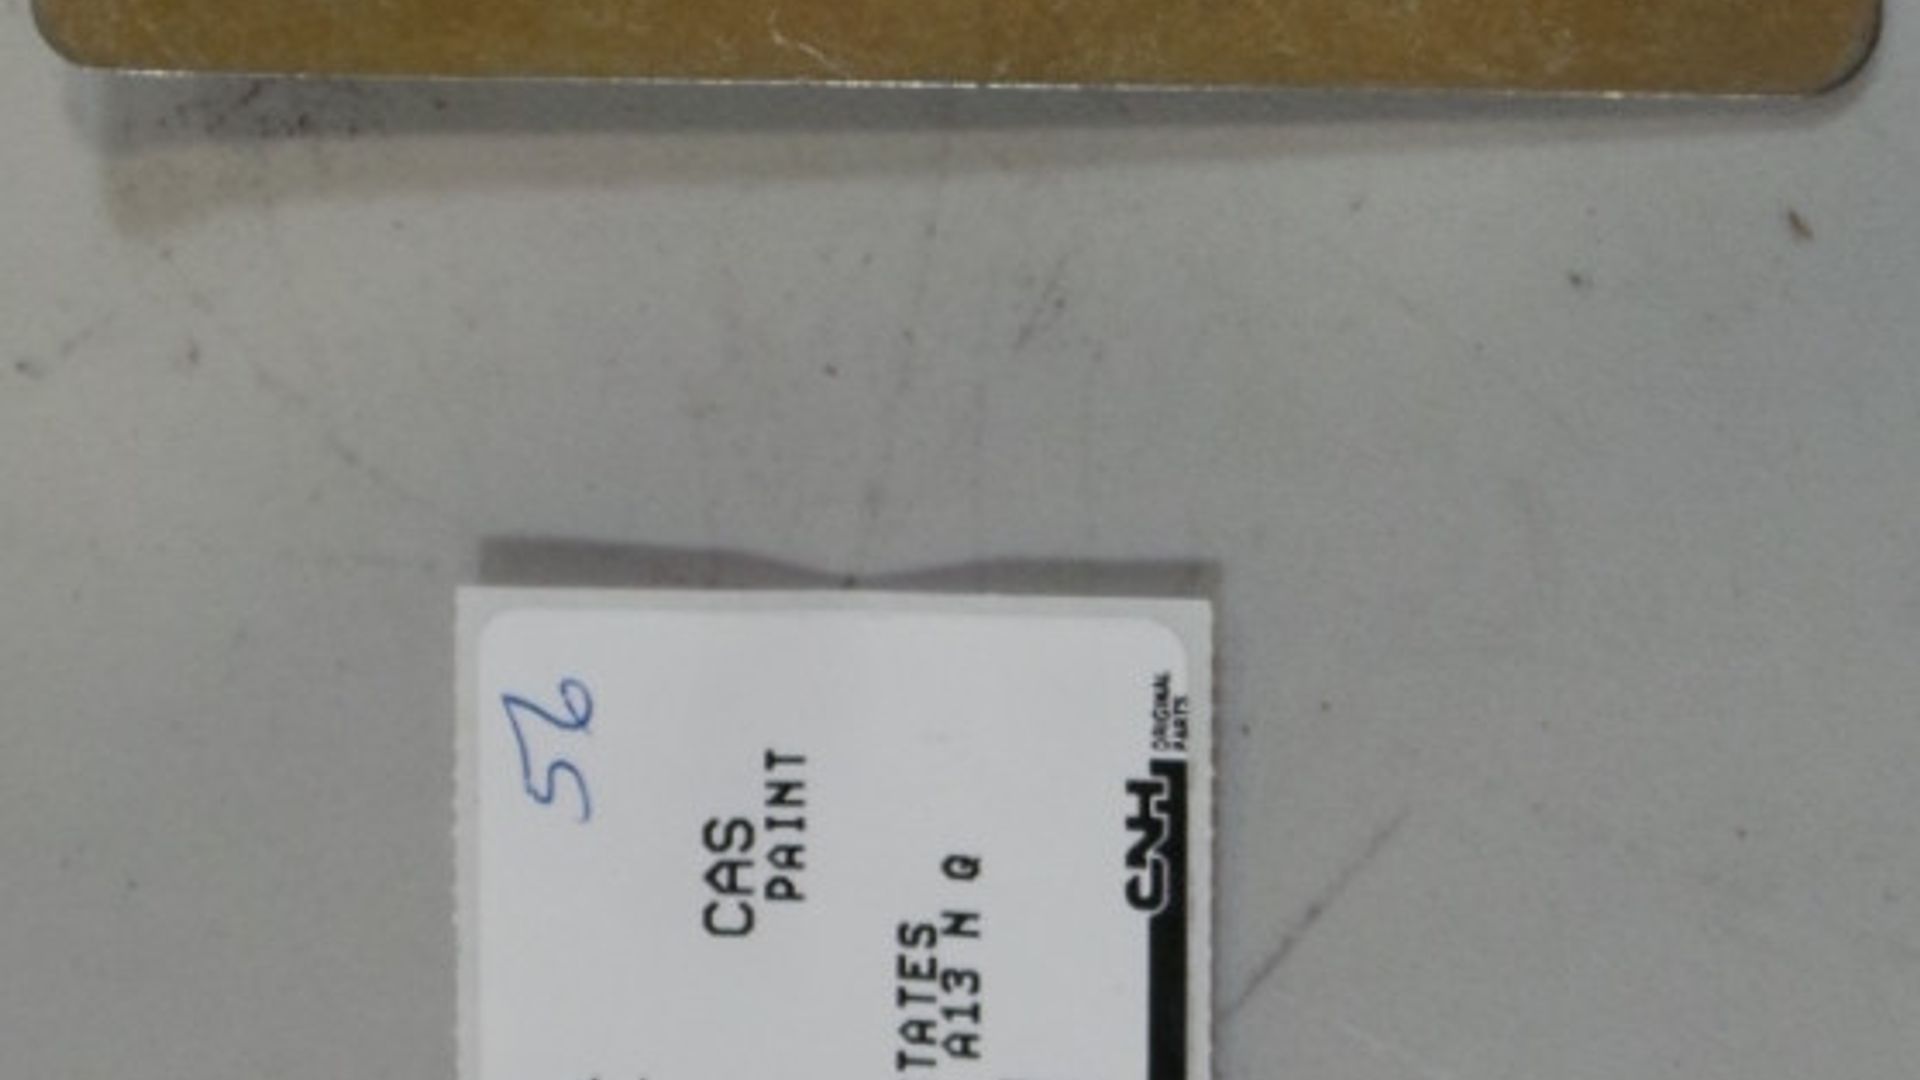 56
CAS
PAINT
TATES
A13 N Q
CNH
ORIGINAL
PARTS